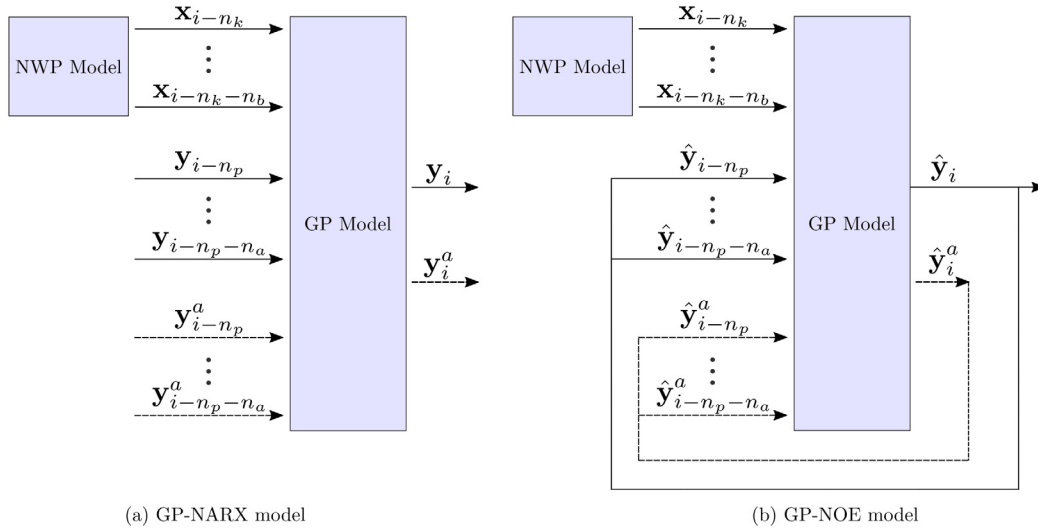 NWP Model
x_{i-n_k}
⋮
x_{i-n_k-n_b}
y_{i-n_p}
⋮
y_{i-n_p-n_a}
y^a_{i-n_p}
⋮
y^a_{i-n_p-n_a}
GP Model
y_i
y^a_i
(a) GP-NARX model
NWP Model
x_{i-n_k}
⋮
x_{i-n_k-n_b}
ŷ_{i-n_p}
⋮
ŷ_{i-n_p-n_a}
ŷ^a_{i-n_p}
⋮
ŷ^a_{i-n_p-n_a}
GP Model
ŷ_i
ŷ^a_i
(b) GP-NOE model